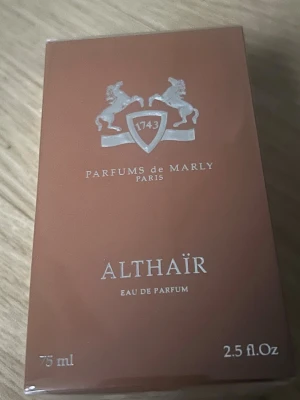 1743
PARFUMS de MARLY
PARIS
ALTHAÏR
EAU DE PARFUM
75 ml 2.5 fl.Oz